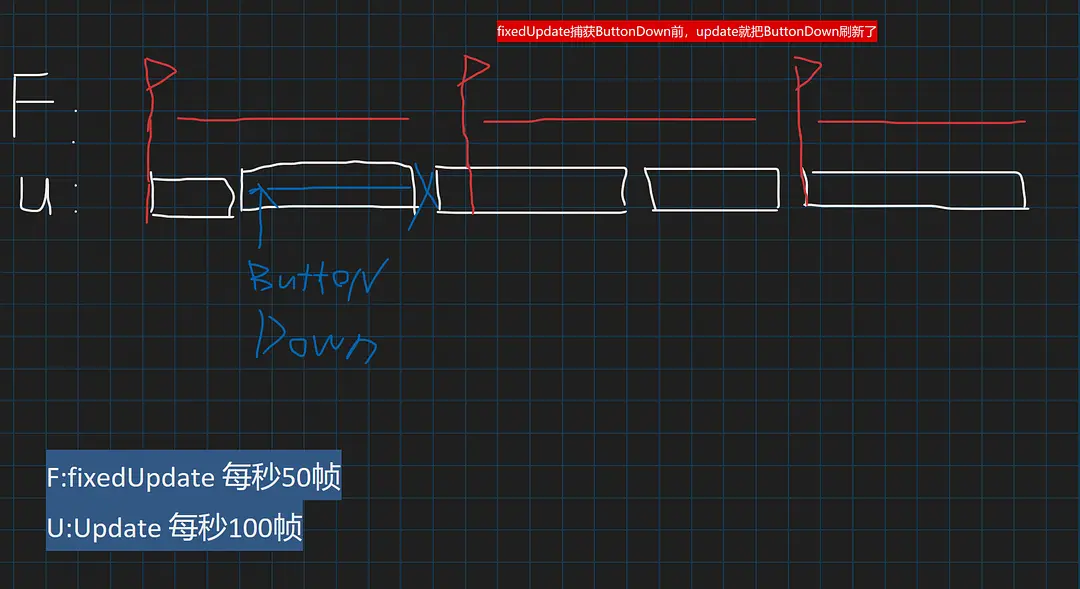 fixedUpdate捕获ButtonDown前，update就把ButtonDown刷新了
F:
U:
Button
Down
F:fixedUpdate 每秒50帧
U:Update 每秒100帧